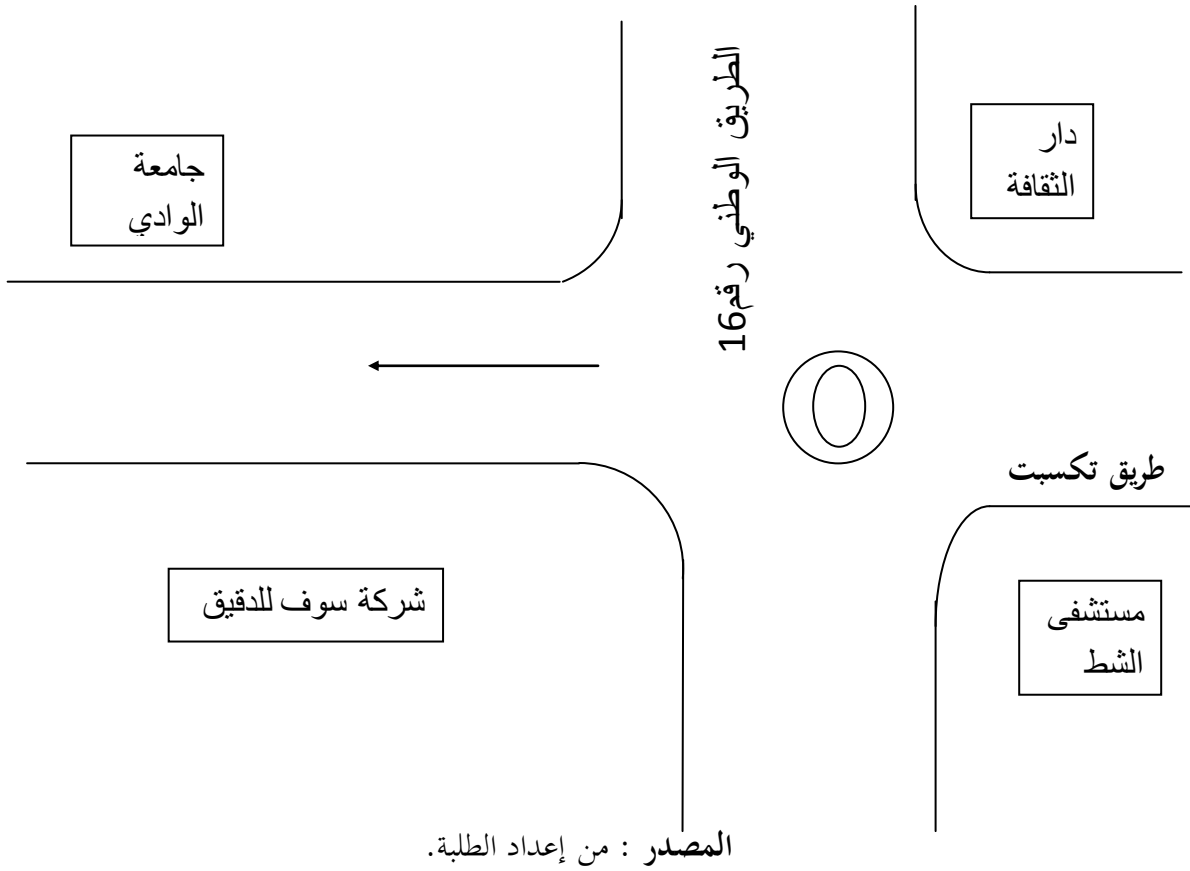 دار
الثقافة
الطريق الوطني رقم16
جامعة
الوادي
طريق تكسبت
شركة سوف للدقيق
مستشفى
الشط
المصدر : من إعداد الطلبة.